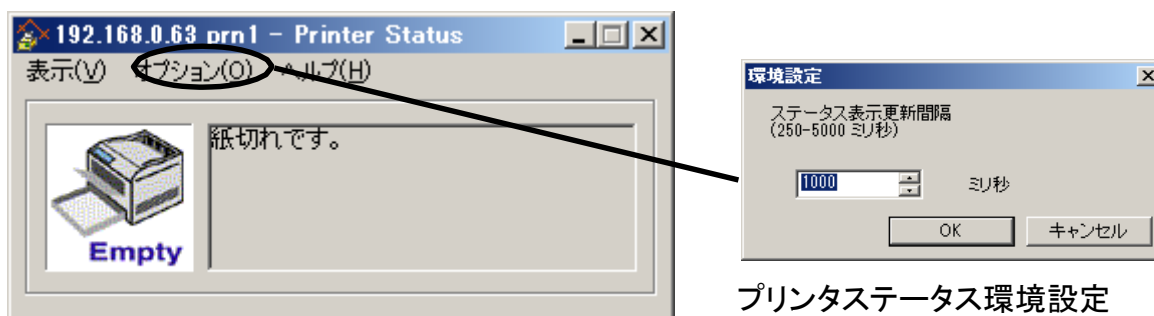 192.168.0.63 prn1 - Printer Status
表示(V) オプション(O) ヘルプ(H)
紙切れです。
Empty
環境設定
ステータス表示更新間隔
(250-5000 ミリ秒)
1000 ミリ秒
OK キャンセル
プリンタステータス環境設定